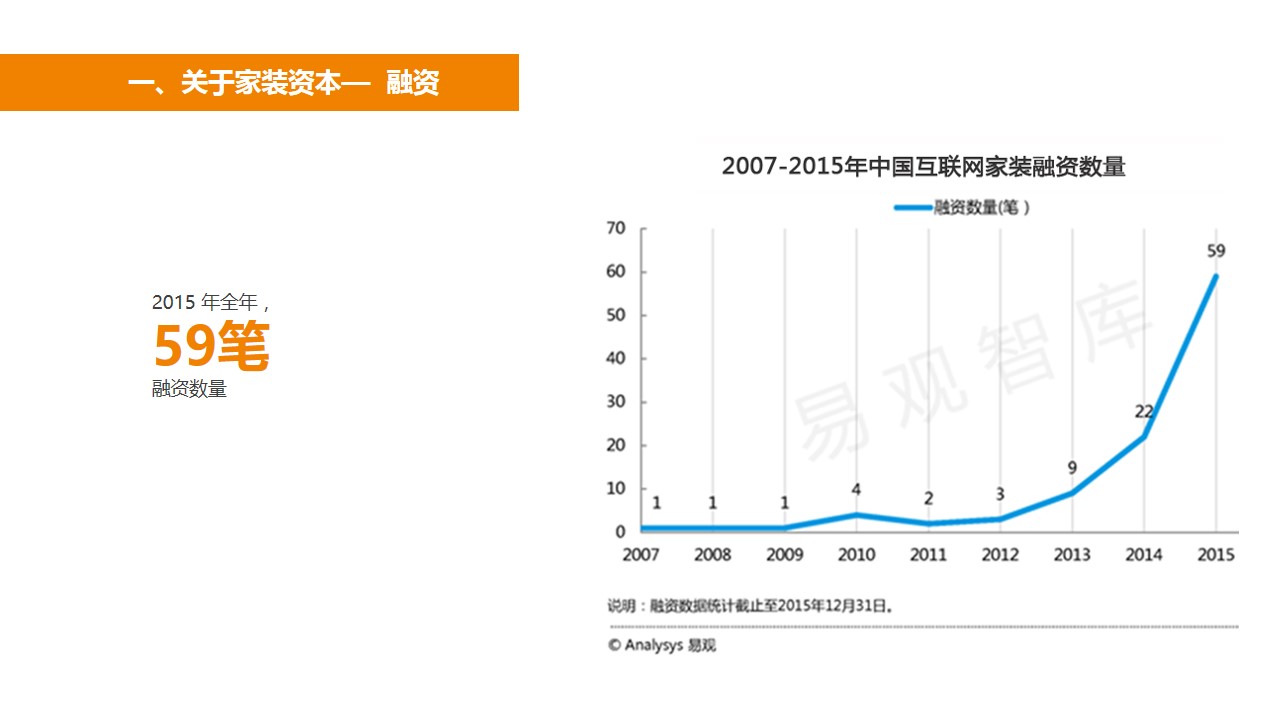 一、关于家装资本— 融资
2015 年全年，
59笔
融资数量
2007-2015年中国互联网家装融资数量
融资数量(笔）
70
60
50
40
30
20
10
0
1 1 1 4 2 3 9 22 59
2007 2008 2009 2010 2011 2012 2013 2014 2015
易观智库
说明：融资数据统计截止至2015年12月31日。
© Analysys 易观